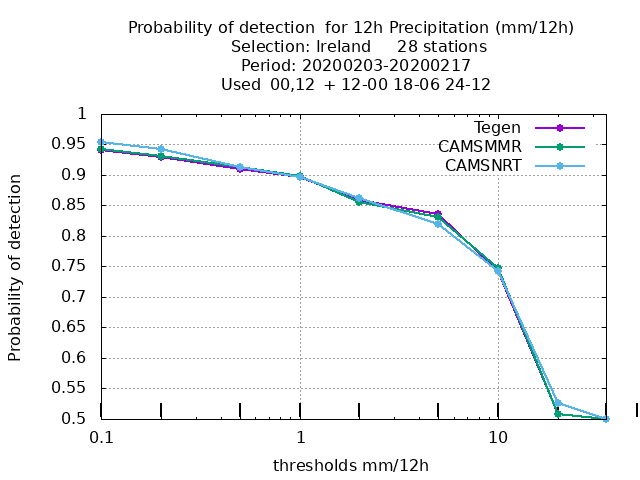 Probability of detection  for 12h Precipitation (mm/12h)
Selection: Ireland     28 stations
Period: 20200203-20200217
Used  00,12  + 12-00 18-06 24-12
Tegen
CAMSMMR
CAMSNRT
Probability of detection
1
0.95
0.9
0.85
0.8
0.75
0.7
0.65
0.6
0.55
0.5
0.1 1 10
thresholds mm/12h